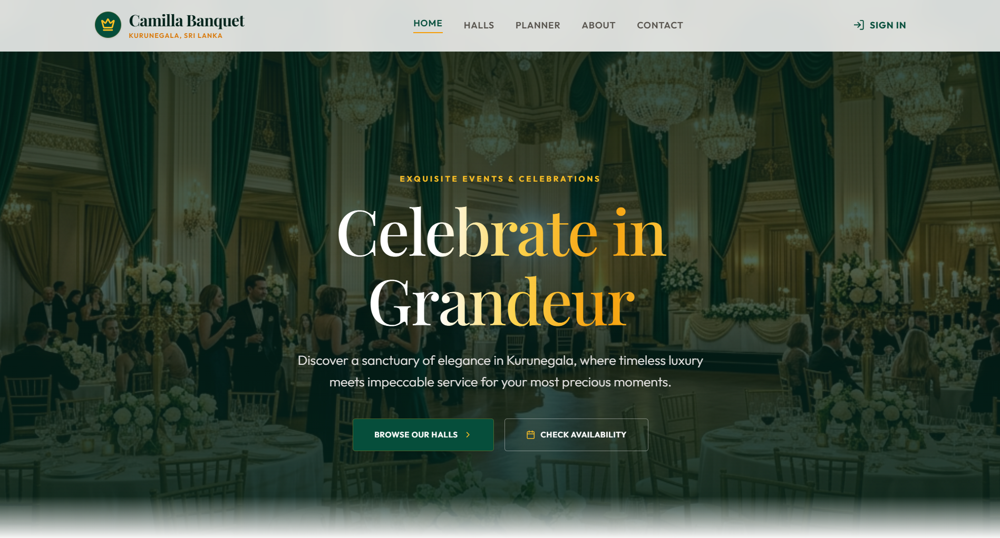 Camilla Banquet
KURUNEGALA, SRI LANKA
HOME
HALLS
PLANNER
ABOUT
CONTACT
SIGN IN
EXQUISITE EVENTS & CELEBRATIONS
Celebrate in
Grandeur
Discover a sanctuary of elegance in Kurunegala, where timeless luxury
meets impeccable service for your most precious moments.
BROWSE OUR HALLS
CHECK AVAILABILITY